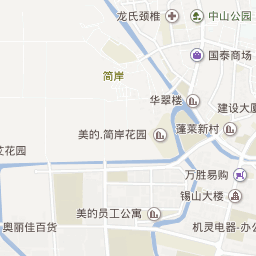 龙氏颈椎
中山公园
国泰商场
简岸
华翠楼
建设大厦
蓬莱新村
美的.简岸花园
花园
万胜易购
锡山大楼
美的员工公寓
奥丽佳百货
机灵电器-办公